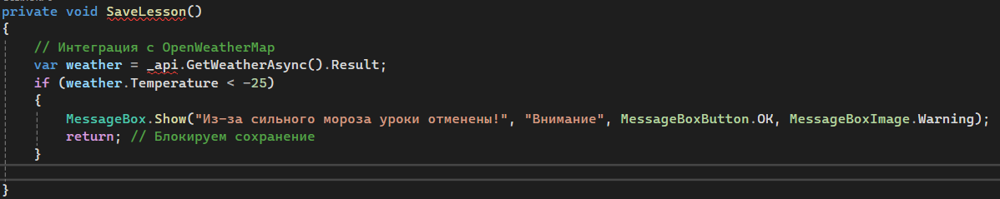 private void SaveLesson()
{
// Интеграция с OpenWeatherMap
var weather = _api.GetWeatherAsync().Result;
if (weather.Temperature < -25)
{
MessageBox.Show("Из-за сильного мороза уроки отменены!", "Внимание", MessageBoxButton.OK, MessageBoxImage.Warning);
return; // Блокируем сохранение
}
}